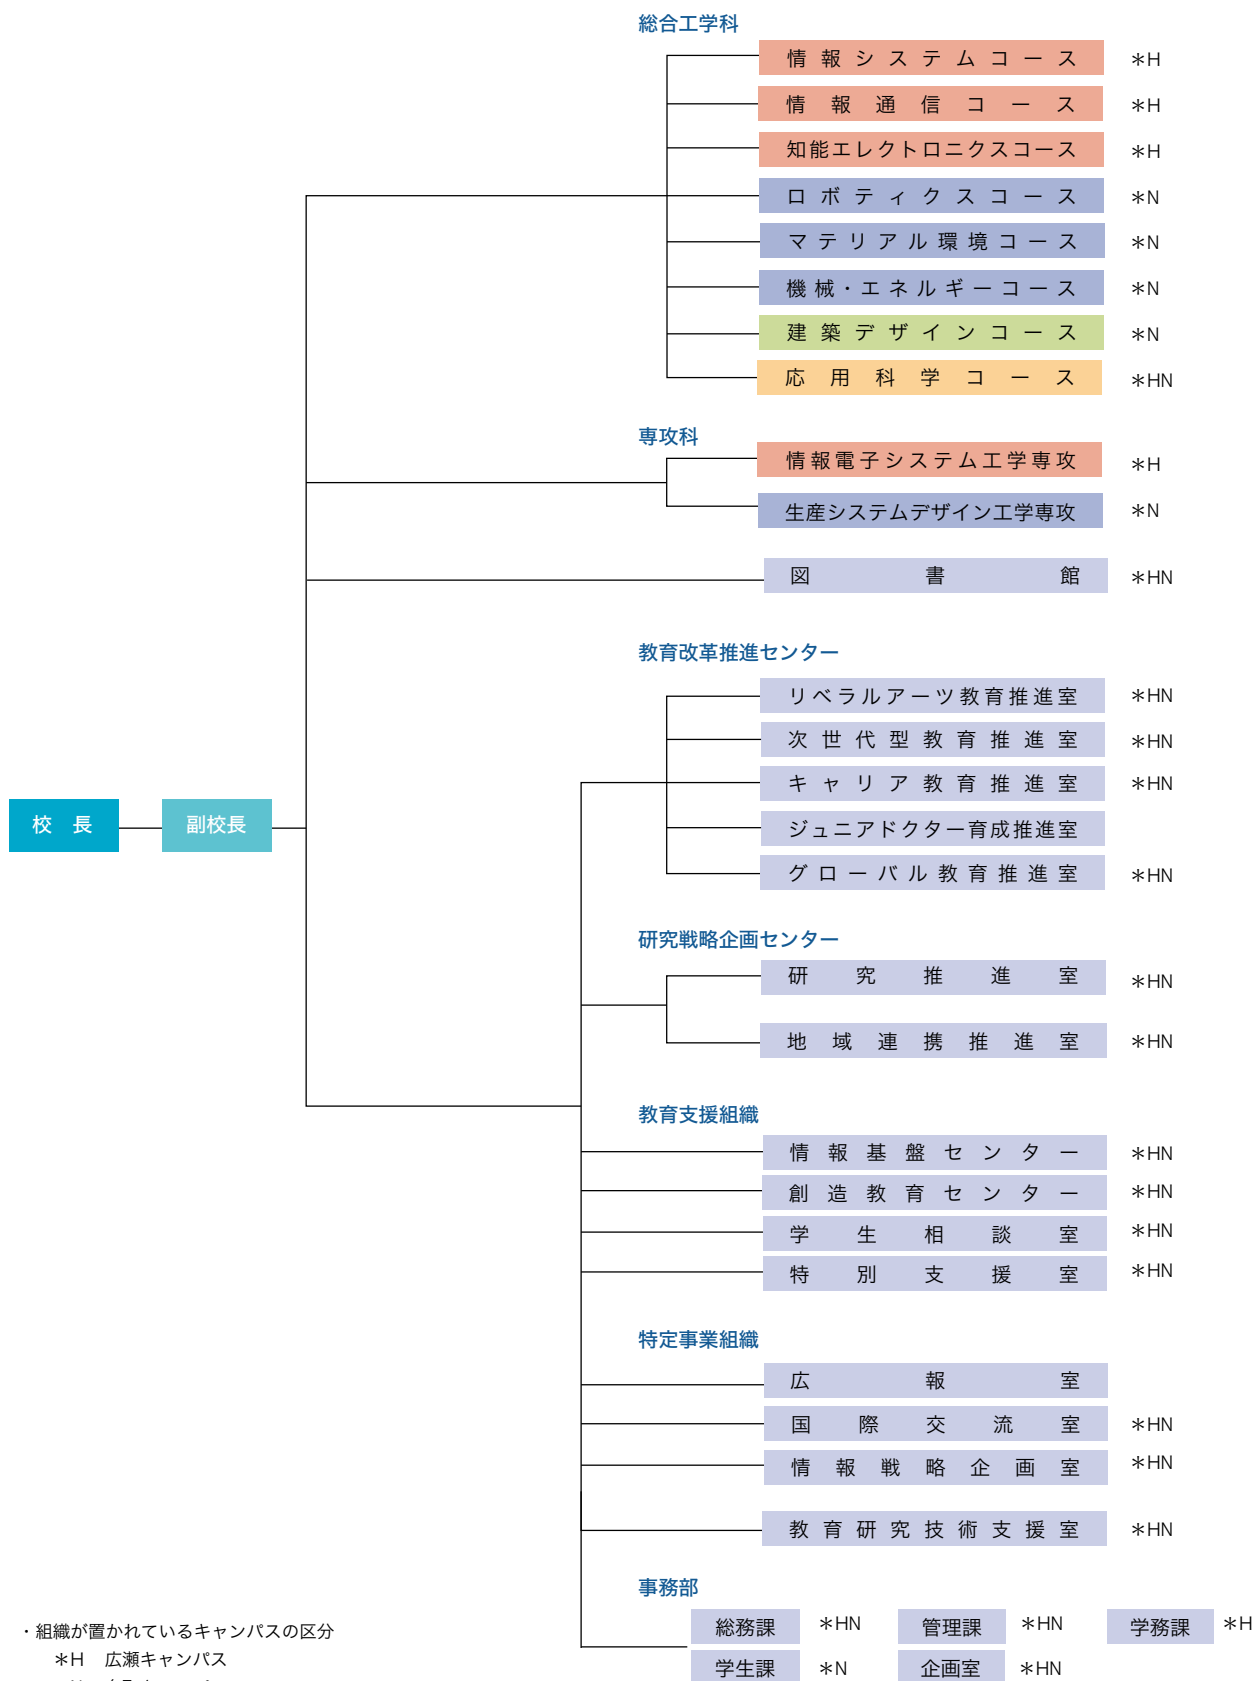 総合工学科
情報システムコース ＊H
情報通信コース ＊H
知能エレクトロニクスコース ＊H
ロボティクスコース ＊N
マテリアル環境コース ＊N
機械・エネルギーコース ＊N
建築デザインコース ＊N
応用科学コース ＊HN
専攻科
情報電子システム工学専攻 ＊H
生産システムデザイン工学専攻 ＊N
図書館 ＊HN
教育改革推進センター
リベラルアーツ教育推進室 ＊HN
次世代型教育推進室 ＊HN
キャリア教育推進室 ＊HN
校長 副校長 ジュニアドクター育成推進室
グローバル教育推進室 ＊HN
研究戦略企画センター
研究推進室 ＊HN
地域連携推進室 ＊HN
教育支援組織
情報基盤センター ＊HN
創造教育センター ＊HN
学生相談室 ＊HN
特別支援室 ＊HN
特定事業組織
広報室
国際交流室 ＊HN
情報戦略企画室 ＊HN
教育研究技術支援室 ＊HN
事務部
総務課 ＊HN 管理課 ＊HN 学務課 ＊H
学生課 ＊N 企画室 ＊HN
・組織が置かれているキャンパスの区分
＊H 広瀬キャンパス